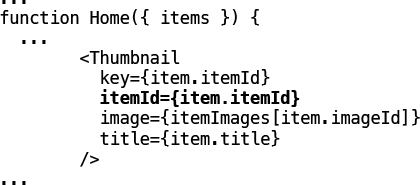 ...
function Home({ items }) {
  ...
        <Thumbnail
          key={item.itemId}
          itemId={item.itemId}
          image={itemImages[item.imageId]}
          title={item.title}
        />
...